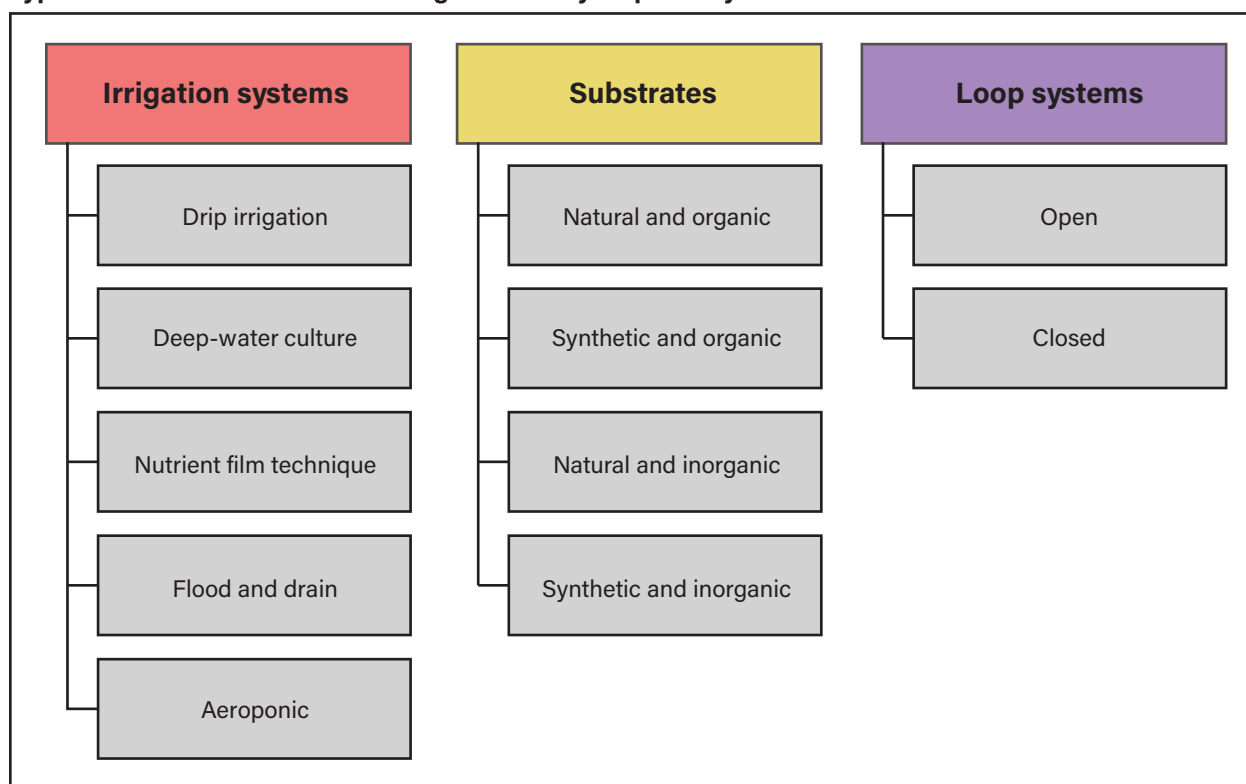 Irrigation systems
Drip irrigation
Deep-water culture
Nutrient film technique
Flood and drain
Aeroponic
Substrates
Natural and organic
Synthetic and organic
Natural and inorganic
Synthetic and inorganic
Loop systems
Open
Closed